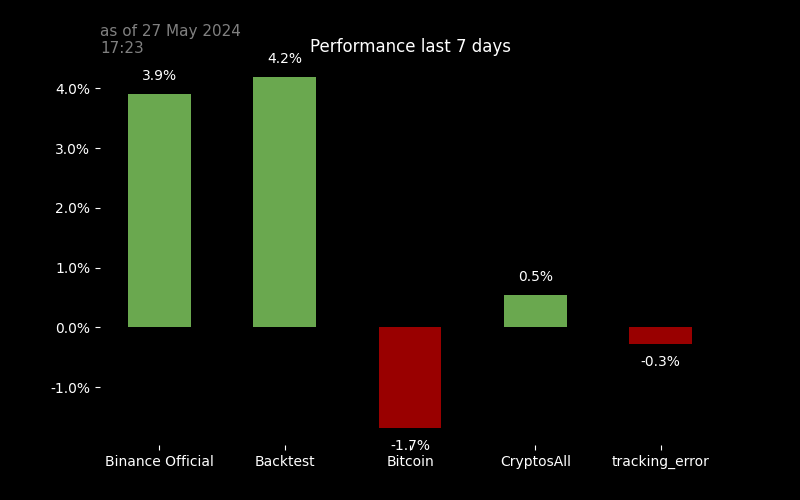 as of 27 May 2024
17:23
Performance last 7 days
4.2%
3.9%
4.0%
3.0%
2.0%
1.0%
0.5%
0.0%
-0.3%
-1.0%
-1.7%
Binance Official
Backtest
Bitcoin
CryptosAll
tracking_error